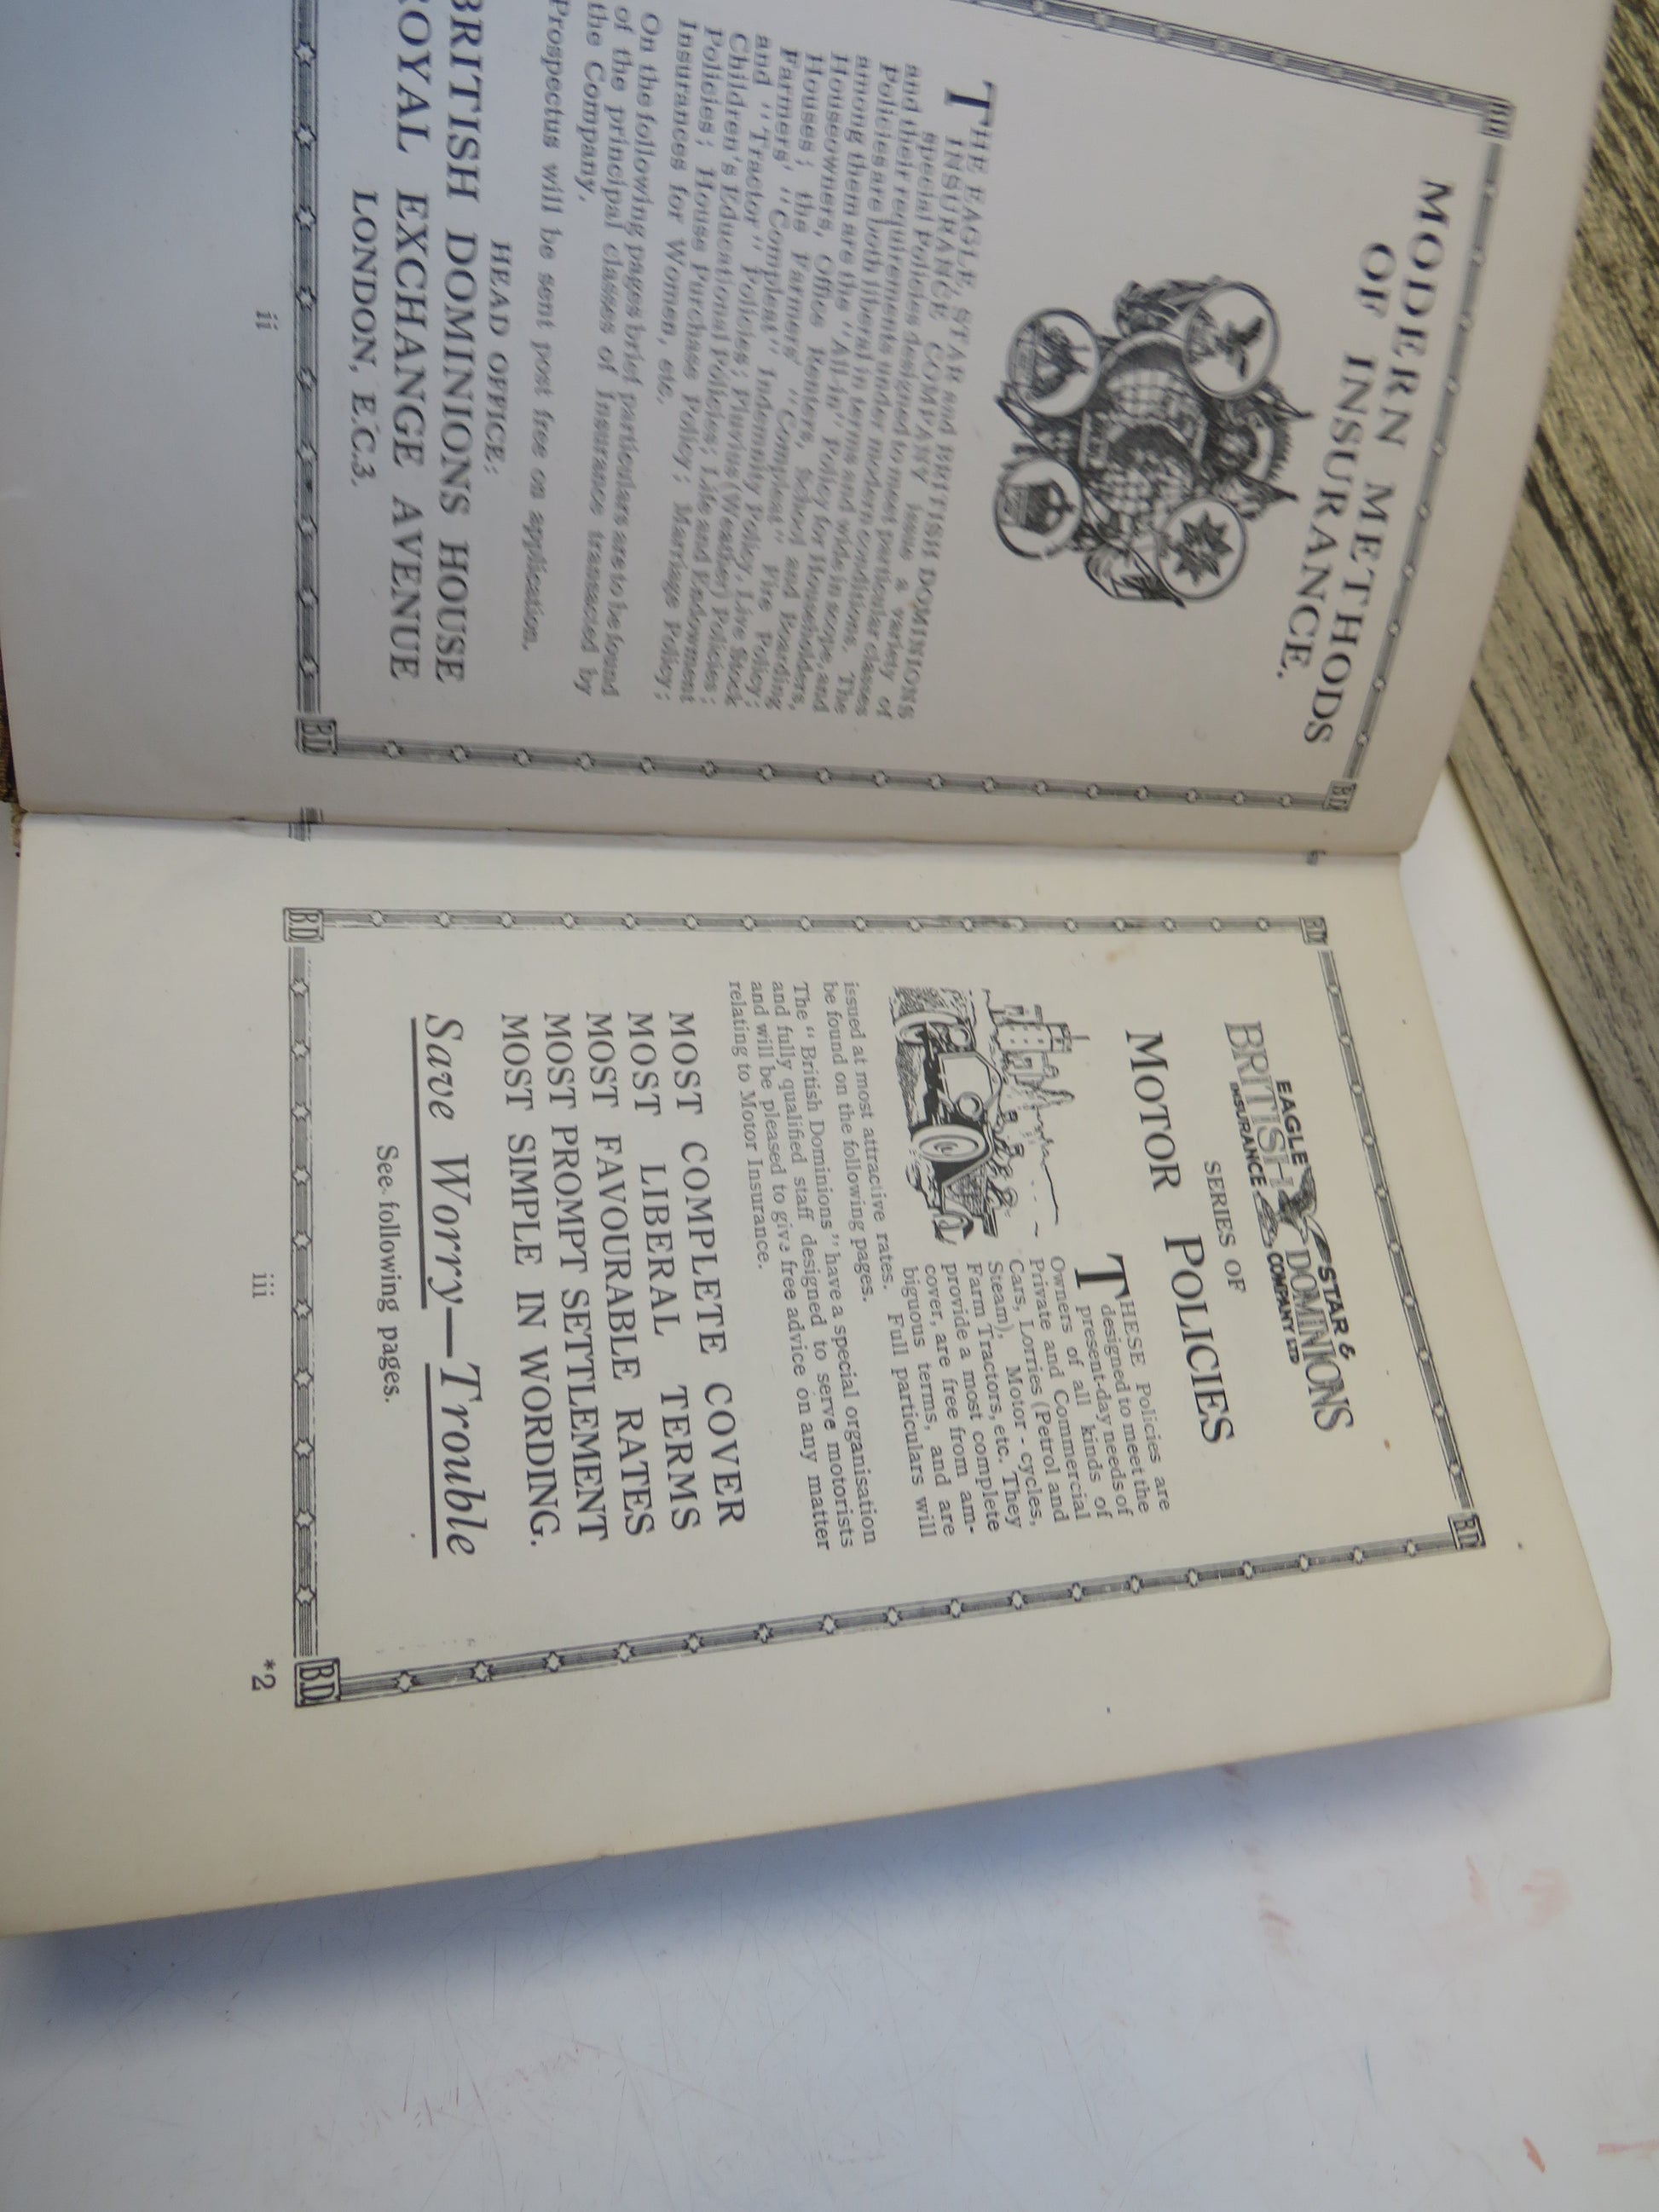 MODERN METHODS
OF INSURANCE.
THE EAGLE, STAR and BRITISH DOMINIONS
INSURANCE COMPANY issue a variety of
special Policies designed to meet particular classes
and their requirements under modern conditions. The
Policies are both liberal in terms and wide in scope, and
among them are the "All-in" Policy for Householders,
Houseowners, Office Renters, School and Boarding
Houses; the Farmers' "Compleat" Fire Policy;
Farmers' "Compleat" Indemnity Policy, Live Stock
and "Tractor" Policies; Pluvius (Weather) Policies;
Children's Educational Policies; Life and Endowment
Policies; House Purchase Policy; Marriage Policy;
Insurances for Women, etc.
On the following pages brief particulars are to be found
of the principal classes of Insurance transacted by
the Company.
Prospectus will be sent post free on application.
HEAD OFFICE:
BRITISH DOMINIONS HOUSE
ROYAL EXCHANGE AVENUE
LONDON, E.C.3.
ii
B.D.
EAGLE STAR &
BRITISH DOMINIONS
INSURANCE COMPANY LTD
SERIES OF
MOTOR POLICIES
THESE Policies are
designed to meet the
present-day needs of
Owners of all kinds of
Private and Commercial
Cars, Lorries (Petrol and
Steam), Motor-cycles,
Farm Tractors, etc. They
provide a most complete
cover, are free from am-
biguous terms, and are
issued at most attractive rates. Full particulars will
be found on the following pages.
The "British Dominions" have a special organisation
and fully qualified staff designed to serve motorists
and will be pleased to give free advice on any matter
relating to Motor Insurance.
MOST COMPLETE COVER
MOST LIBERAL TERMS
MOST FAVOURABLE RATES
MOST PROMPT SETTLEMENT
MOST SIMPLE IN WORDING.
Save Worry—Trouble
See following pages.
B.D.
B.D.
B.D.
B.D.
iii
*2